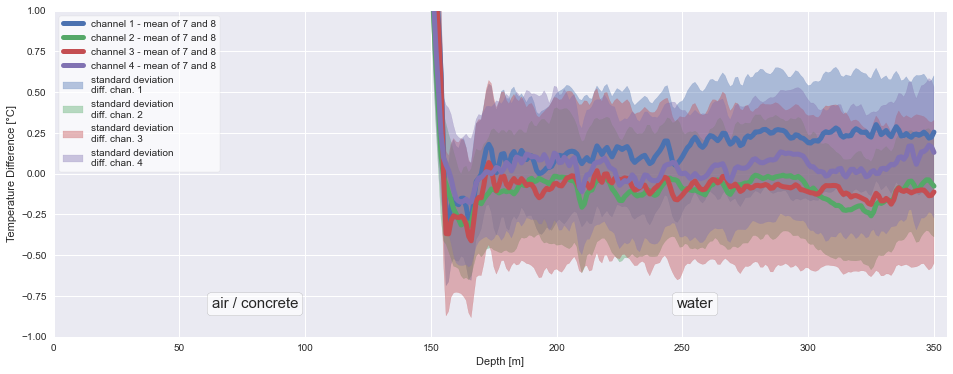 1.00
0.75
0.50
0.25
0.00
−0.25
−0.50
−0.75
−1.00
Temperature Difference [°C]
channel 1 - mean of 7 and 8
channel 2 - mean of 7 and 8
channel 3 - mean of 7 and 8
channel 4 - mean of 7 and 8
standard deviation
diff. chan. 1
standard deviation
diff. chan. 2
standard deviation
diff. chan. 3
standard deviation
diff. chan. 4
air / concrete
water
0 50 100 150 200 250 300 350
Depth [m]